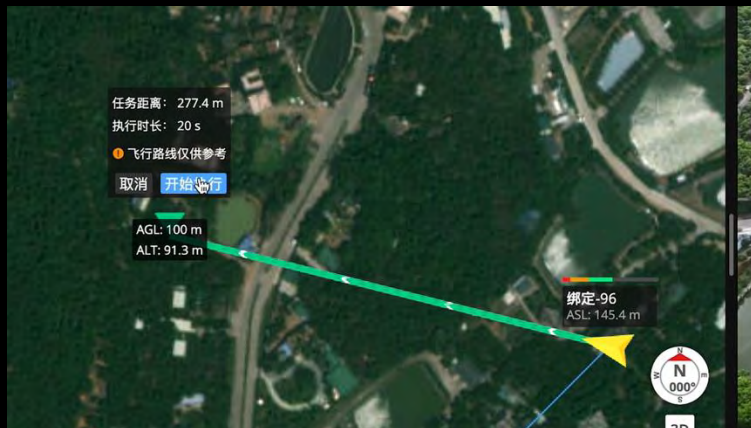 任务距离： 277.4 m
执行时长： 20 s
飞行路线仅供参考
取消 开始执行
AGL: 100 m
ALT: 91.3 m
绑定-96
ASL: 145.4 m
N
W
N
000°
S